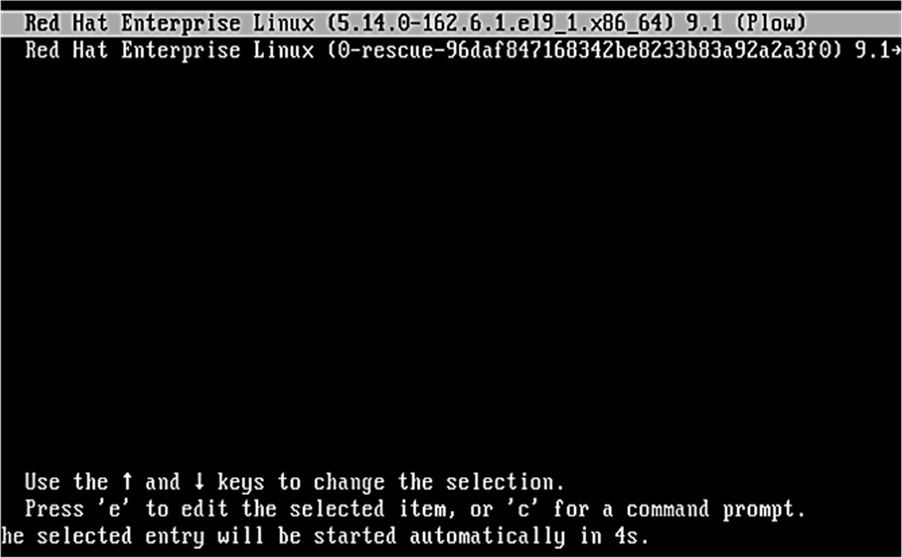 Red Hat Enterprise Linux (5.14.0-162.6.1.el9_1.x86_64) 9.1 (Plow)
Red Hat Enterprise Linux (0-rescue-96daf847168342be8233b83a92a2a3f0) 9.1→
Use the ↑ and ↓ keys to change the selection.
Press 'e' to edit the selected item, or 'c' for a command prompt.
he selected entry will be started automatically in 4s.